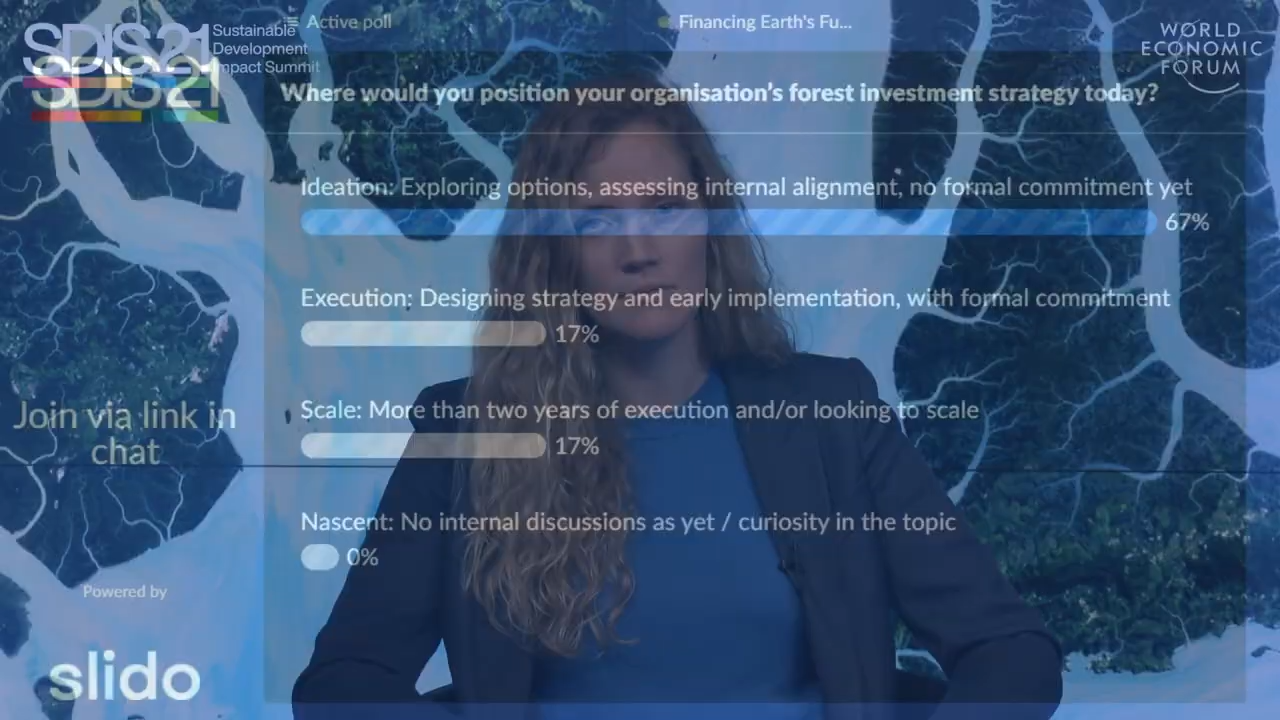 SDIS21
Sustainable
Development
Impact Summit
SDIS21
Active poll
Financing Earth's Fu...
WORLD
ECONOMIC
FORUM
Where would you position your organisation's forest investment strategy today?
Ideation: Exploring options, assessing internal alignment, no formal commitment yet
67%
Execution: Designing strategy and early implementation, with formal commitment
17%
Scale: More than two years of execution and/or looking to scale
17%
Nascent: No internal discussions as yet / curiosity in the topic
0%
Join via link in
chat
Powered by
slido